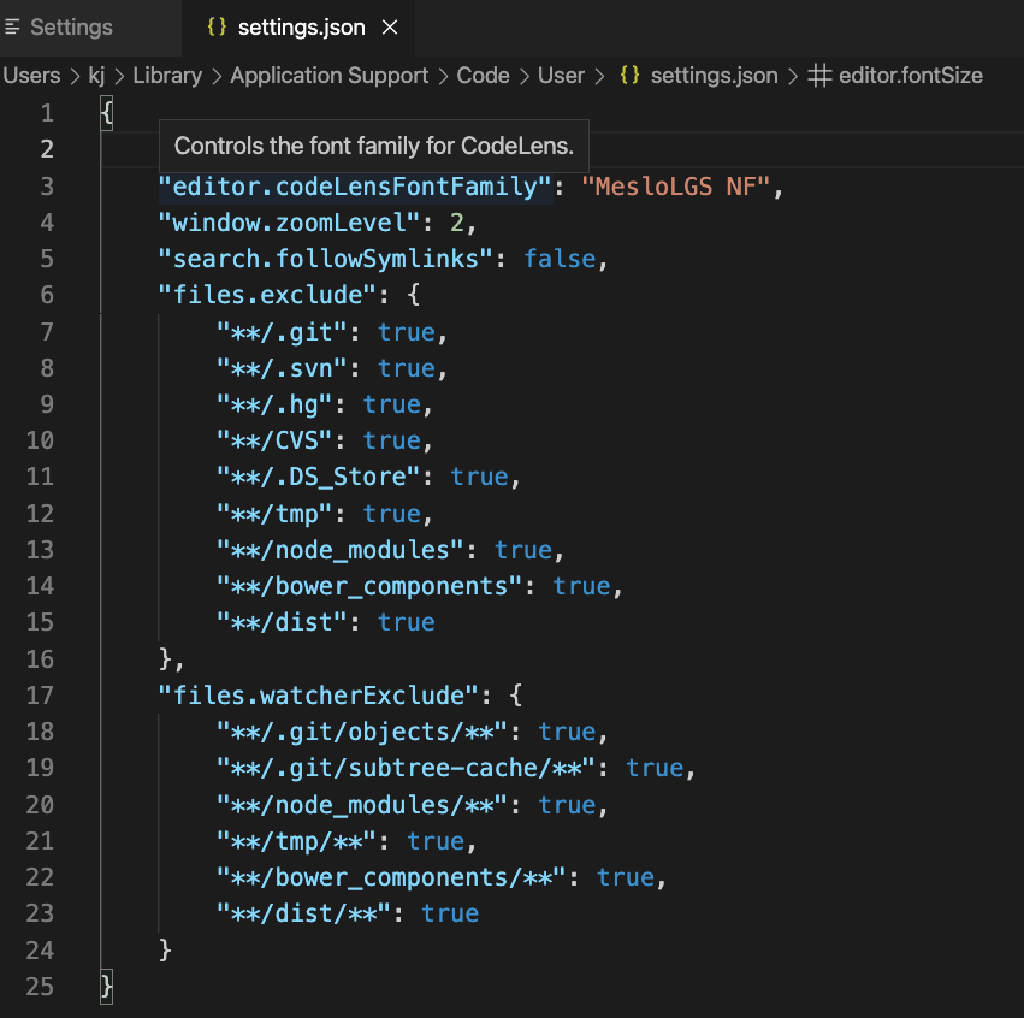 Settings {} settings.json ×
Users > kj > Library > Application Support > Code > User > {} settings.json > # editor.fontSize
1 {
2
Controls the font family for CodeLens.
3 "editor.codeLensFontFamily": "MesloLGS NF",
4 "window.zoomLevel": 2,
5 "search.followSymlinks": false,
6 "files.exclude": {
7 "**/.git": true,
8 "**/.svn": true,
9 "**/.hg": true,
10 "**/CVS": true,
11 "**/.DS_Store": true,
12 "**/tmp": true,
13 "**/node_modules": true,
14 "**/bower_components": true,
15 "**/dist": true
16 },
17 "files.watcherExclude": {
18 "**/.git/objects/**": true,
19 "**/.git/subtree-cache/**": true,
20 "**/node_modules/**": true,
21 "**/tmp/**": true,
22 "**/bower_components/**": true,
23 "**/dist/**": true
24 }
25 }